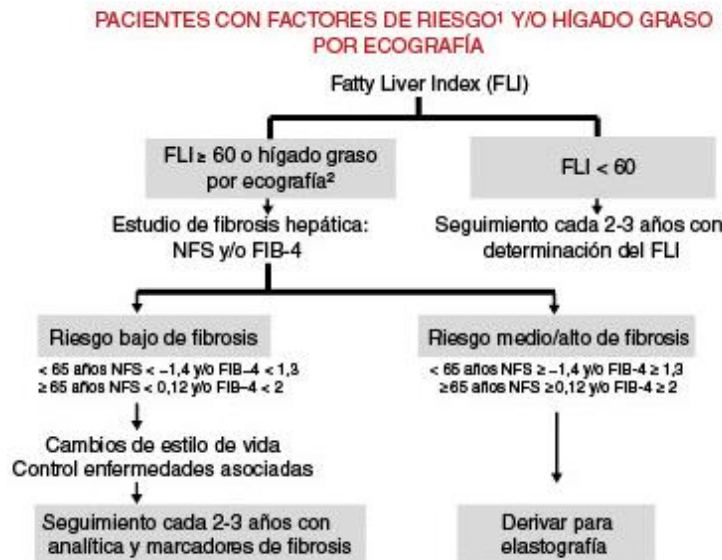 PACIENTES CON FACTORES DE RIESGO¹ Y/O HÍGADO GRASO
POR ECOGRAFÍA
Fatty Liver Index (FLI)
FLI ≥ 60 o hígado graso
por ecografía²
FLI < 60
Estudio de fibrosis hepática:
NFS y/o FIB-4
Seguimiento cada 2-3 años con
determinación del FLI
Riesgo bajo de fibrosis
< 65 años NFS < −1,4 y/o FIB–4 < 1,3
≥ 65 años NFS < 0,12 y/o FIB–4 < 2
Riesgo medio/alto de fibrosis
< 65 años NFS ≥ −1,4 y/o FIB-4 ≥ 1,3
≥65 años NFS ≥0,12 y/o FIB-4 ≥ 2
Cambios de estilo de vida
Control enfermedades asociadas
Seguimiento cada 2-3 años con
analítica y marcadores de fibrosis
Derivar para
elastografía